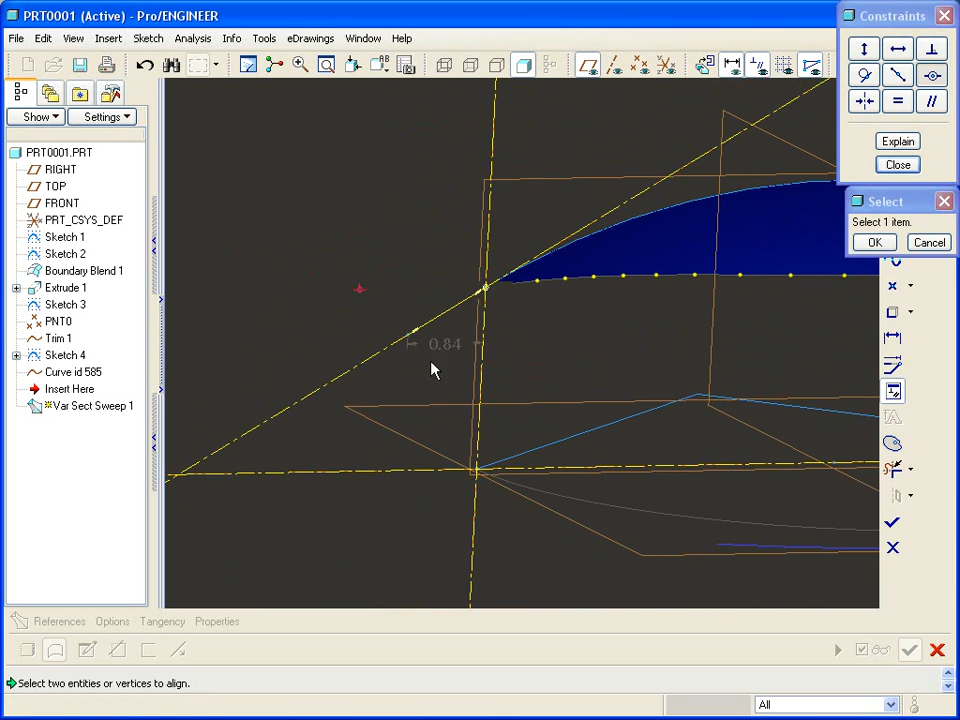 PRT0001 (Active) - Pro/ENGINEER
File Edit View Insert Sketch Analysis Info Tools eDrawings Window Help
Show Settings
PRT0001.PRT
RIGHT
TOP
FRONT
PRT_CSYS_DEF
Sketch 1
Sketch 2
Boundary Blend 1
Extrude 1
Sketch 3
PNT0
Trim 1
Sketch 4
Curve id 585
Insert Here
Var Sect Sweep 1
0.84
Constraints
Explain
Close
Select
Select 1 item.
OK Cancel
References Options Tangency Properties
Select two entities or vertices to align.
All